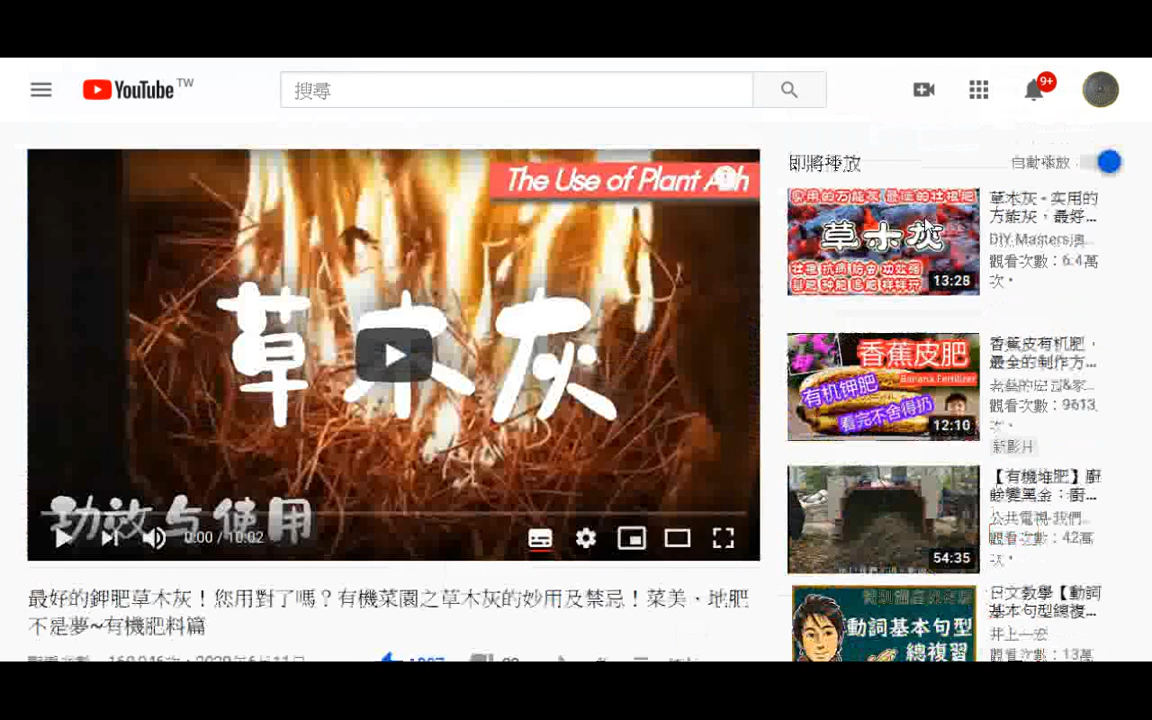 YouTube TW
搜尋
9+
The Use of Plant Ash
草木灰
功效与使用
0:00 / 10:02
最好的鉀肥草木灰！您用對了嗎？有機菜園之草木灰的妙用及禁忌！菜美、地肥
不是夢~有機肥料篇
即將播放
自動播放
草木灰
13:28
草木灰。实用的
万能灰，最好...
DIY Masters
觀看次數：6.4萬
次。
香蕉皮肥
Banana Fertilizer
有机钾肥
看完不舍得扔
12:10
香蕉皮有机肥，
最全的制作方...
觀看次數：9613
次。
新影片
54:35
【有機堆肥】廚
餘變黑金：廚...
公共電視-我們...
觀看次數：42萬
次。
動詞基本句型
總複習
日文教學【動詞
基本句型總複...
井上一宏
觀看次數：13萬